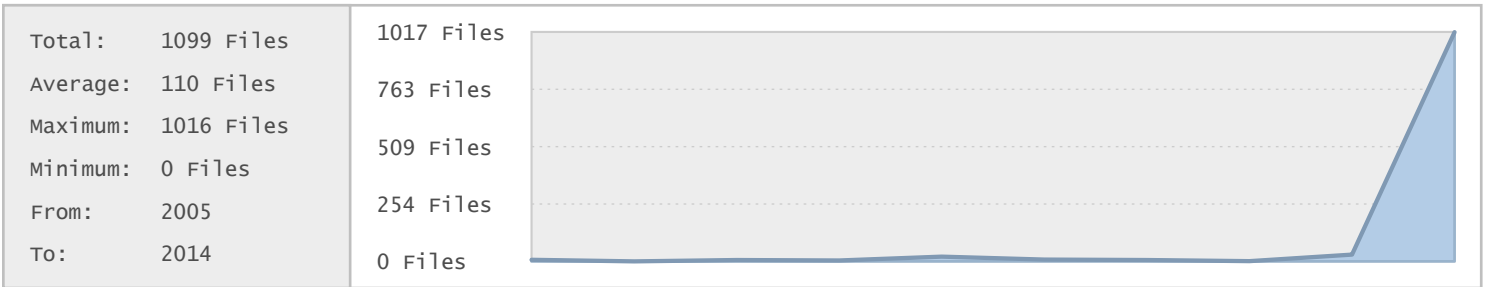 Total: 1099 Files
Average: 110 Files
Maximum: 1016 Files
Minimum: 0 Files
From: 2005
To: 2014
1017 Files
763 Files
509 Files
254 Files
0 Files